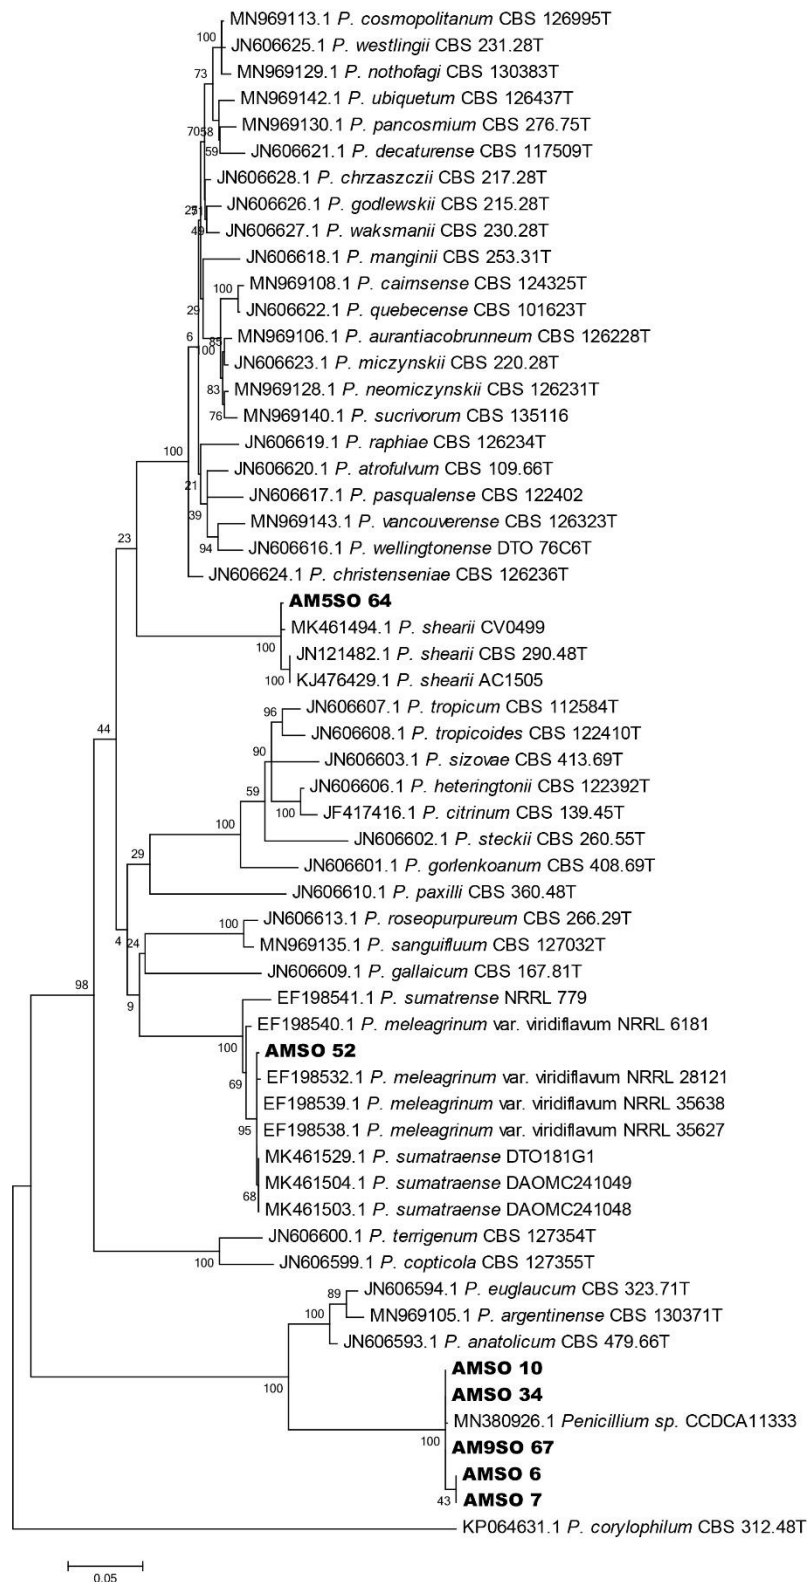 MN969113.1 P. cosmopolitanum CBS 126995T
100
JN606625.1 P. westlingii CBS 231.28T
73
MN969129.1 P. nothofagi CBS 130383T
MN969142.1 P. ubiquetum CBS 126437T
MN969130.1 P. pancosmium CBS 276.75T
7058
59
JN606621.1 P. decaturense CBS 117509T
JN606628.1 P. chrzaszczii CBS 217.28T
JN606626.1 P. godlewskii CBS 215.28T
49
JN606627.1 P. waksmanii CBS 230.28T
JN606618.1 P. manginii CBS 253.31T
100
MN969108.1 P. cairnsense CBS 124325T
29
JN606622.1 P. quebecense CBS 101623T
6
MN969106.1 P. aurantiacobrunneum CBS 126228T
85
100
JN606623.1 P. miczynskii CBS 220.28T
83
MN969128.1 P. neomiczynskii CBS 126231T
76
MN969140.1 P. sucrivorum CBS 135116
JN606619.1 P. raphiae CBS 126234T
100
JN606620.1 P. atrofulvum CBS 109.66T
21
JN606617.1 P. pasqualense CBS 122402
39
MN969143.1 P. vancouverense CBS 126323T
23
94
JN606616.1 P. wellingtonense DTO 76C6T
JN606624.1 P. christenseniae CBS 126236T
AM5SO 64
MK461494.1 P. shearii CV0499
100
JN121482.1 P. shearii CBS 290.48T
100
KJ476429.1 P. shearii AC1505
JN606607.1 P. tropicum CBS 112584T
96
44
JN606608.1 P. tropicoides CBS 122410T
90
JN606603.1 P. sizovae CBS 413.69T
59
JN606606.1 P. heteringtonii CBS 122392T
100
JF417416.1 P. citrinum CBS 139.45T
100
JN606602.1 P. steckii CBS 260.55T
29
JN606601.1 P. gorlenkoanum CBS 408.69T
JN606610.1 P. paxilli CBS 360.48T
100
JN606613.1 P. roseopurpureum CBS 266.29T
4
24
MN969135.1 P. sanguifluum CBS 127032T
JN606609.1 P. gallaicum CBS 167.81T
98
9
EF198541.1 P. sumatrense NRRL 779
EF198540.1 P. meleagrinum var. viridiflavum NRRL 6181
100
AMSO 52
69
EF198532.1 P. meleagrinum var. viridiflavum NRRL 28121
EF198539.1 P. meleagrinum var. viridiflavum NRRL 35638
95
EF198538.1 P. meleagrinum var. viridiflavum NRRL 35627
MK461529.1 P. sumatraense DTO181G1
MK461504.1 P. sumatraense DAOMC241049
68
MK461503.1 P. sumatraense DAOMC241048
JN606600.1 P. terrigenum CBS 127354T
100
JN606599.1 P. copticola CBS 127355T
JN606594.1 P. euglaucum CBS 323.71T
89
100
MN969105.1 P. argentinense CBS 130371T
JN606593.1 P. anatolicum CBS 479.66T
AMSO 10
100
AMSO 34
MN380926.1 Penicillium sp. CCDCA11333
100
AM9SO 67
AMSO 6
43
AMSO 7
KP064631.1 P. corylophilum CBS 312.48T
0.05